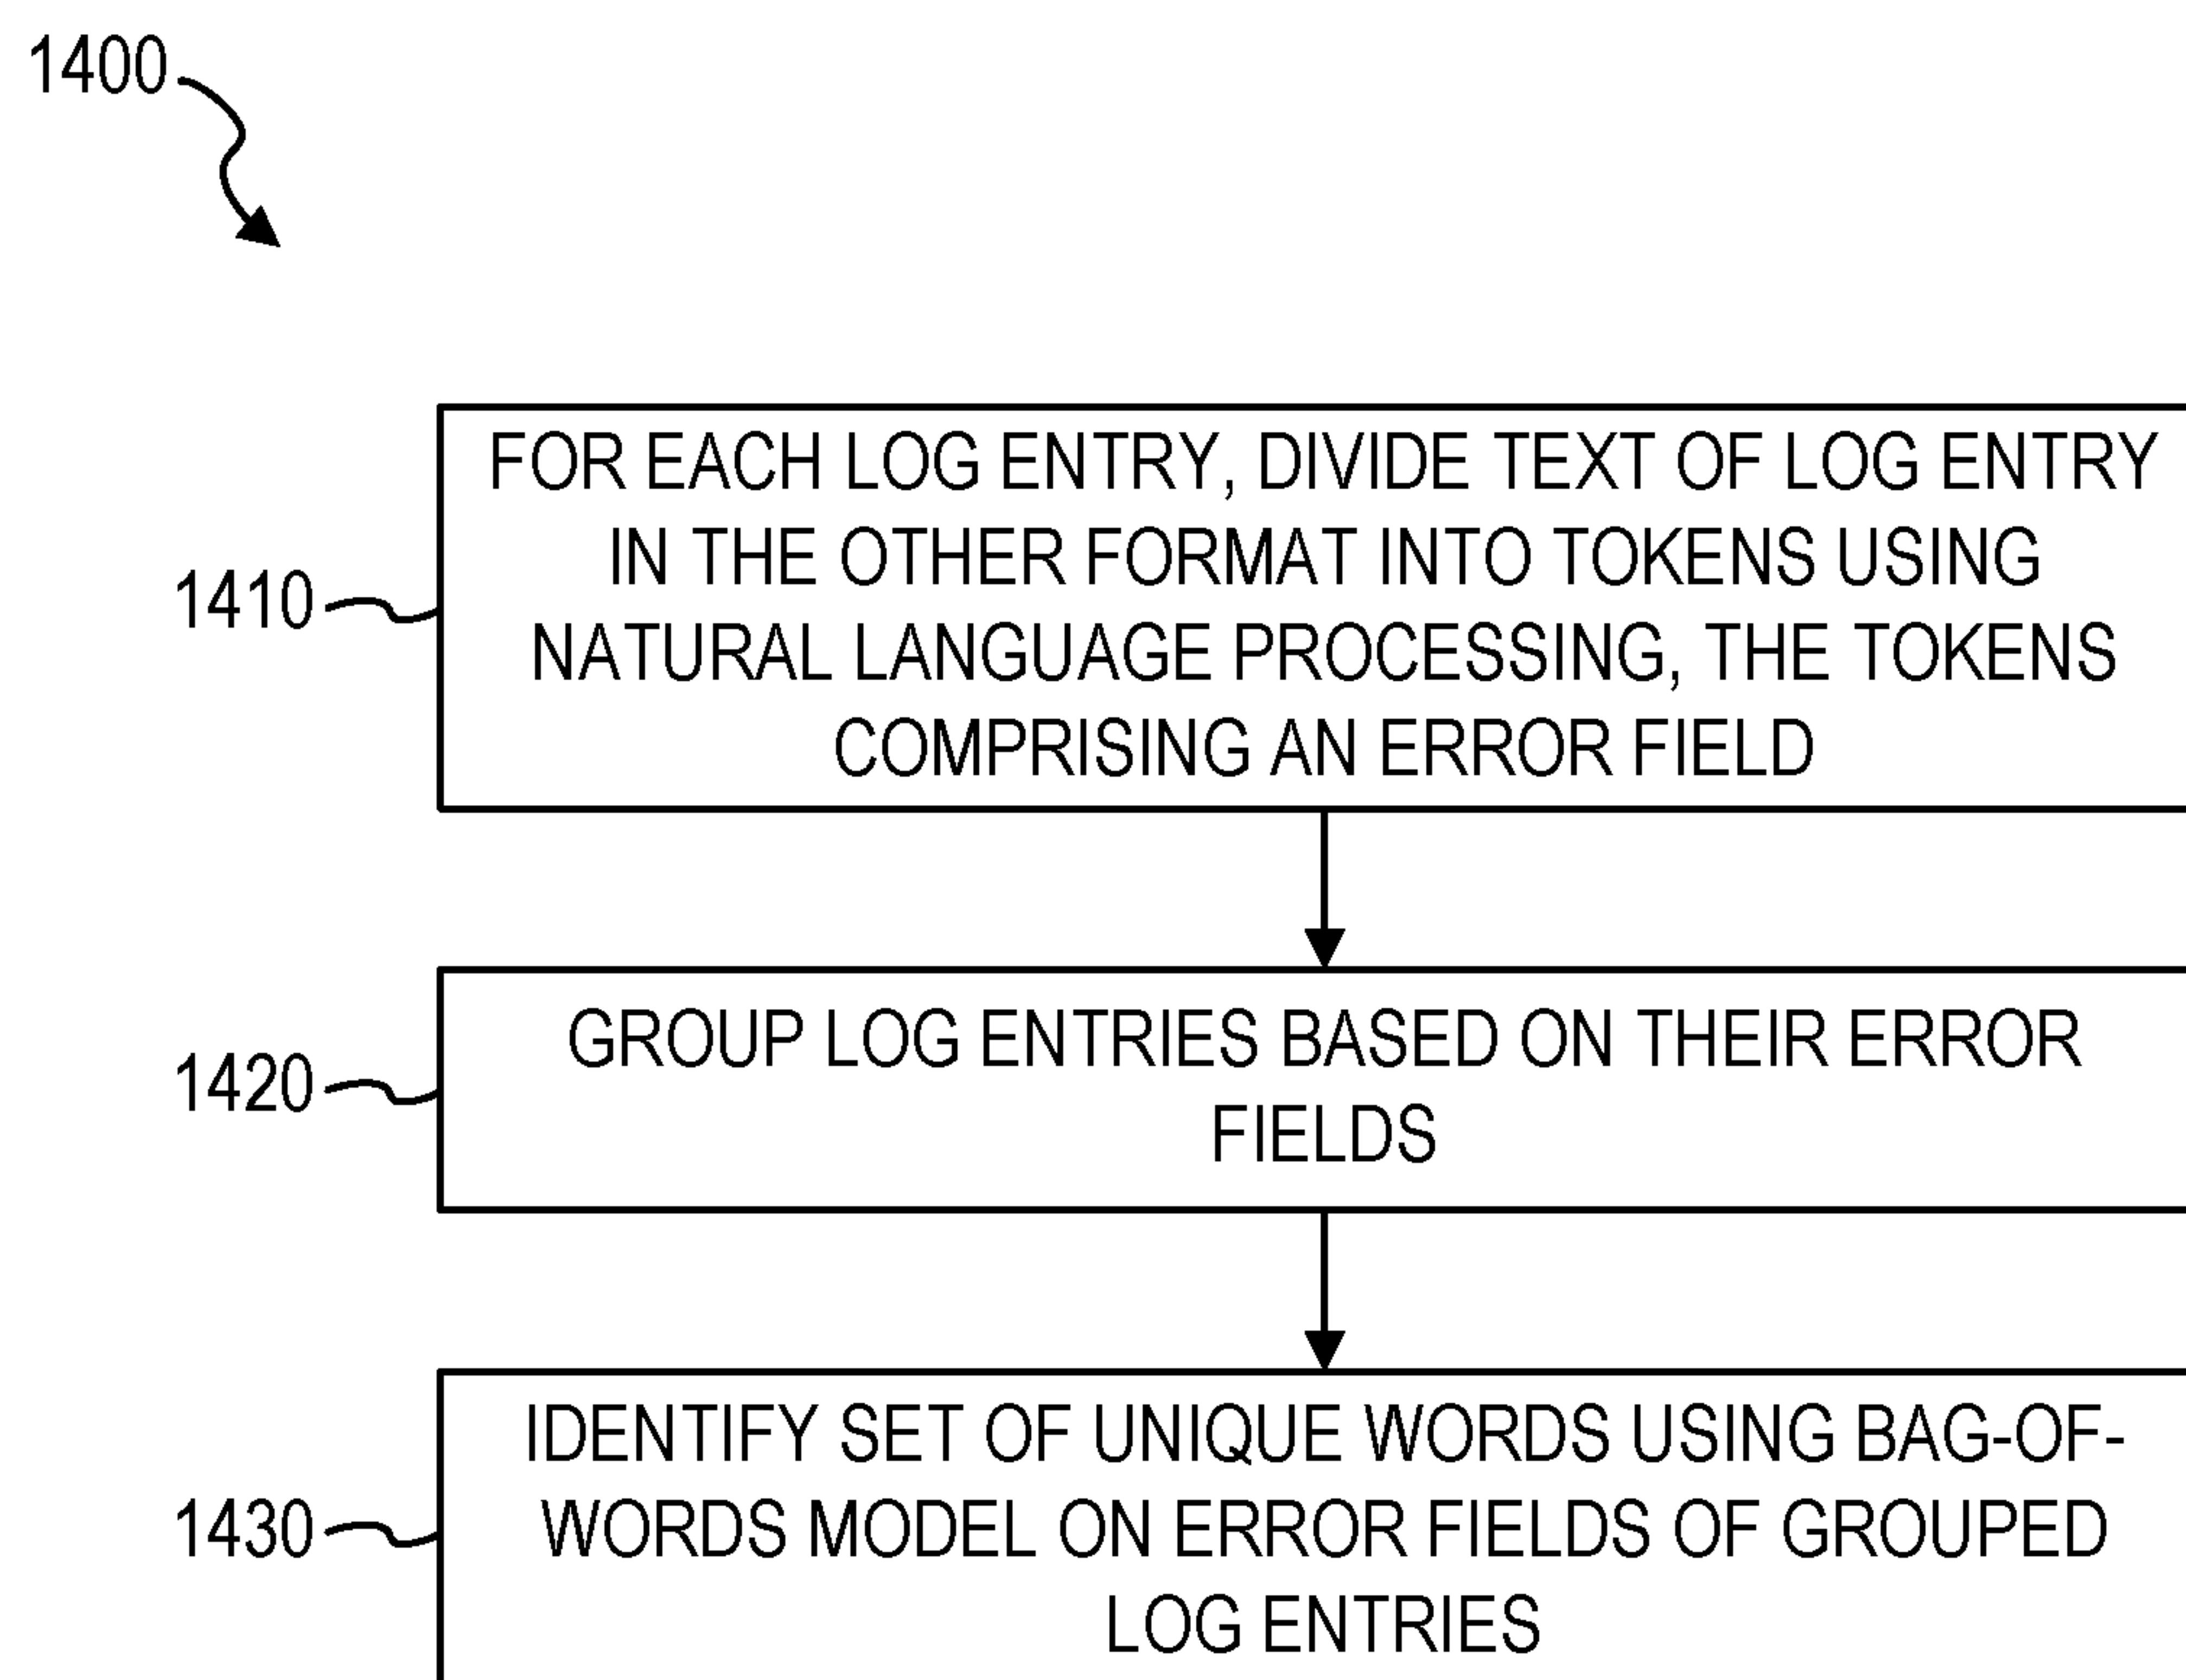 1400
FOR EACH LOG ENTRY, DIVIDE TEXT OF LOG ENTRY
IN THE OTHER FORMAT INTO TOKENS USING
1410
NATURAL LANGUAGE PROCESSING, THE TOKENS
COMPRISING AN ERROR FIELD
GROUP LOG ENTRIES BASED ON THEIR ERROR
1420
FIELDS
IDENTIFY SET OF UNIQUE WORDS USING BAG-OF-
1430
WORDS MODEL ON ERROR FIELDS OF GROUPED
LOG ENTRIES